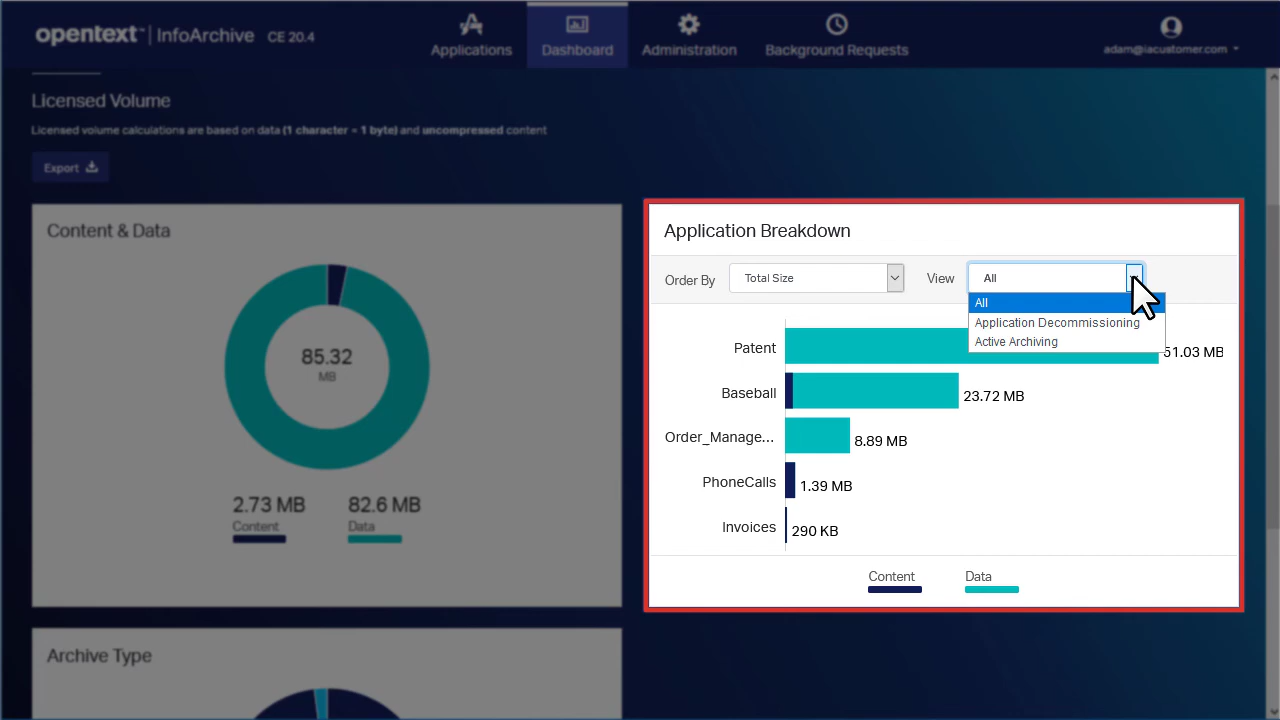 opentext™ | InfoArchive CE 20.4
Applications
Dashboard
Administration
Background Requests
adam@iacustomer.com
Licensed Volume
Licensed volume calculations are based on data (1 character = 1 byte) and uncompressed content
Export
Content & Data
85.32
MB
2.73 MB
Content
82.6 MB
Data
Application Breakdown
Order By
Total Size
View
All
All
Application Decommissioning
Active Archiving
Patent
51.03 MB
Baseball
23.72 MB
Order_Manage...
8.89 MB
PhoneCalls
1.39 MB
Invoices
290 KB
Content
Data
Archive Type